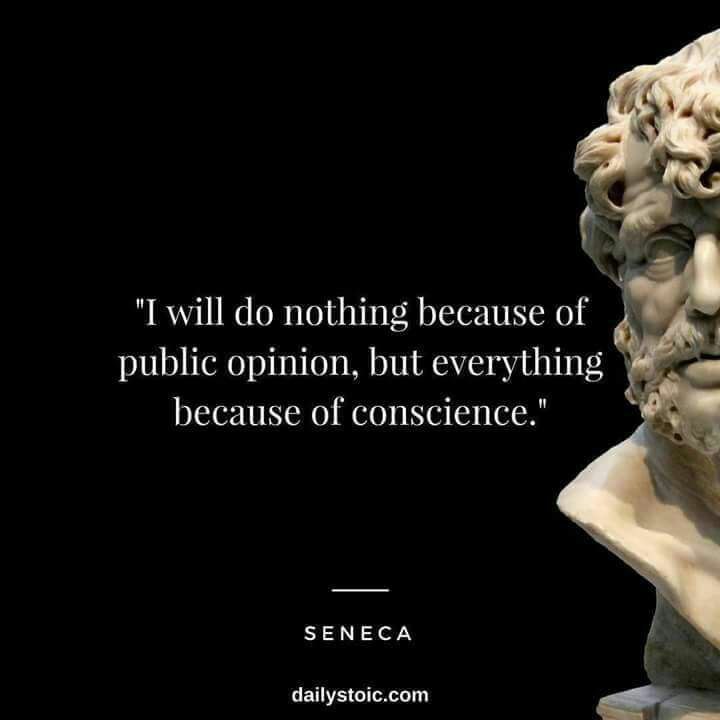 "I will do nothing because of
public opinion, but everything
because of conscience."
SENECA
dailystoic.com